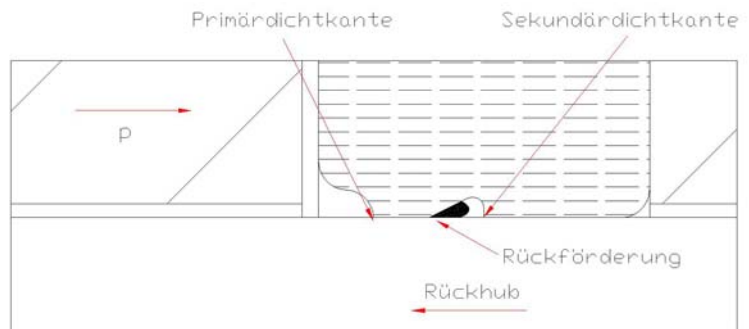 Primärdichtkante
Sekundärdichtkante
p
Rückförderung
Rückhub